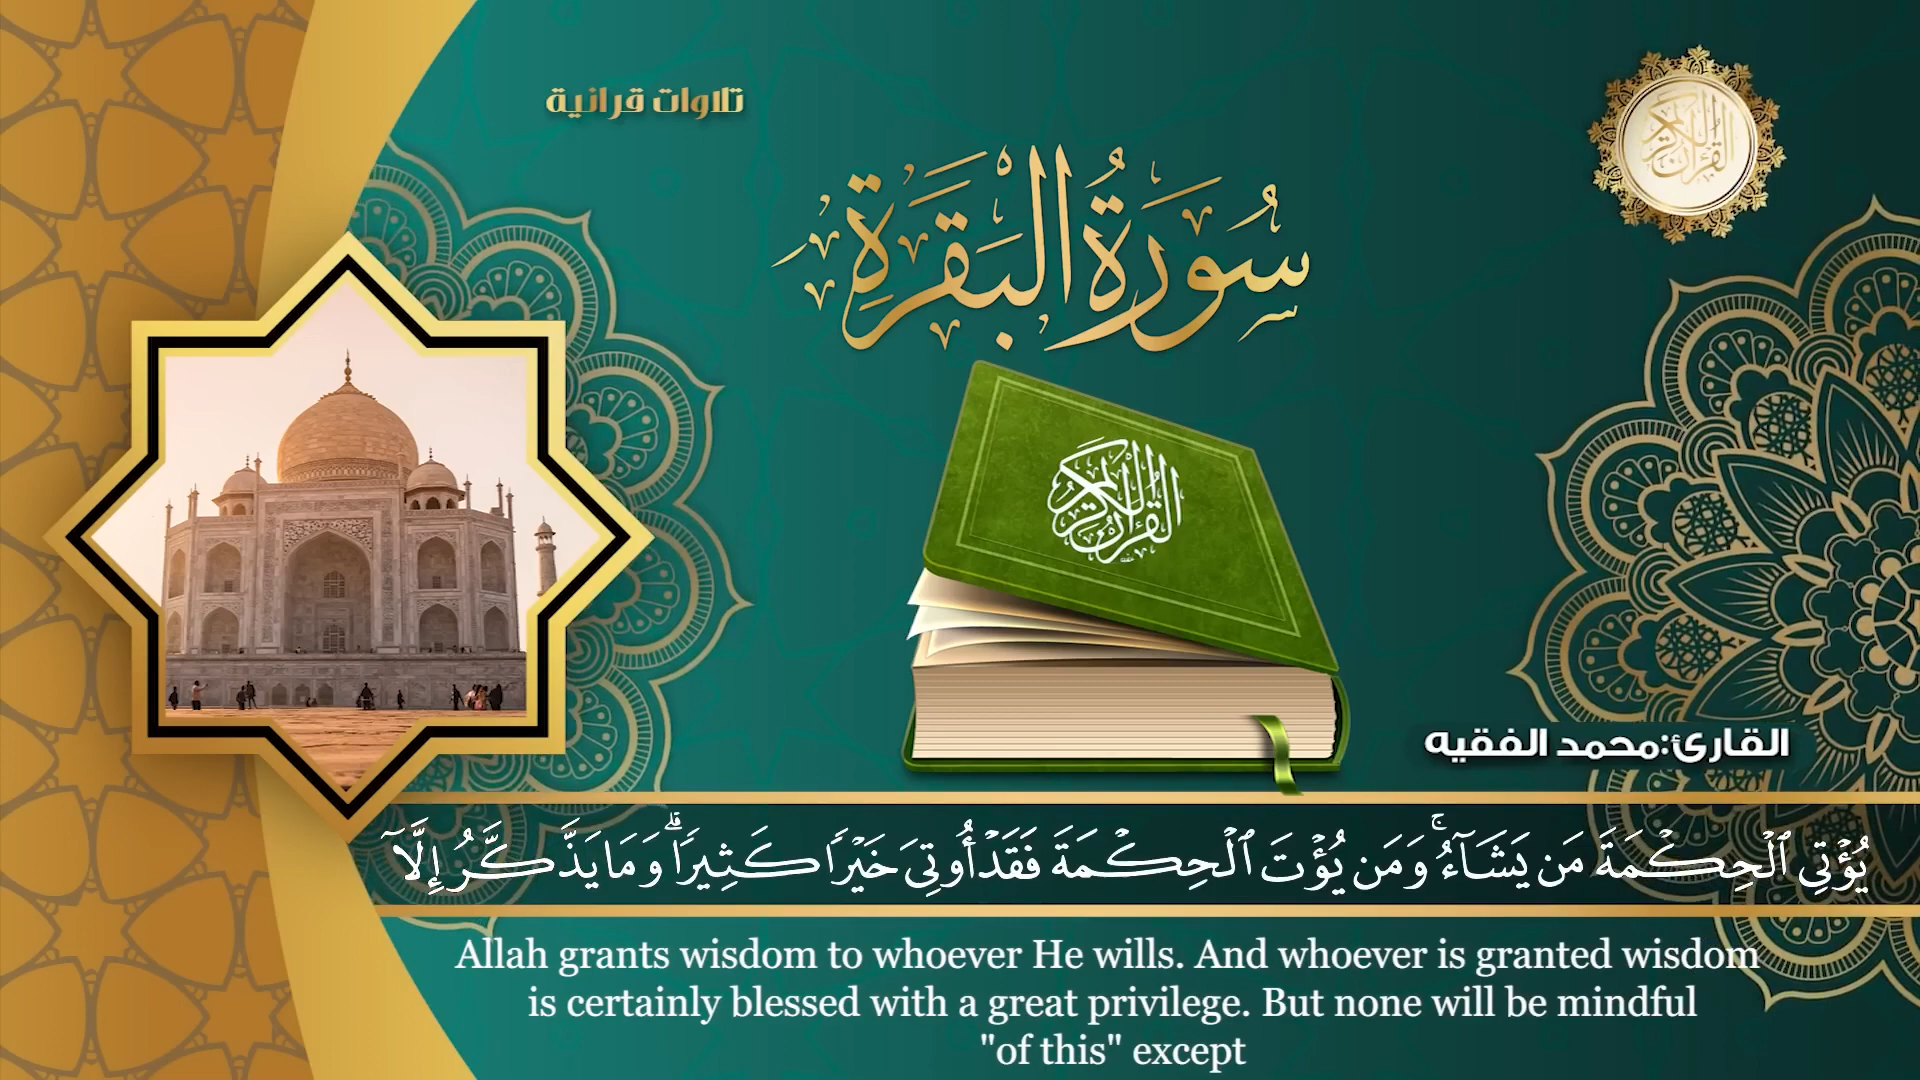 تلاوات قرانية
القرآن الكريم
سُورَةُ البَقَرَةِ
القرآن الكريم
القارئ:محمد الفقيه
يُؤْتِي ٱلْحِكْمَةَ مَن يَشَآءُ ۚ وَمَن يُؤْتَ ٱلْحِكْمَةَ فَقَدْ أُوتِيَ خَيْرًا كَثِيرًا ۗ وَمَا يَذَّكَّرُ إِلَّآ
Allah grants wisdom to whoever He wills. And whoever is granted wisdom
is certainly blessed with a great privilege. But none will be mindful
"of this" except